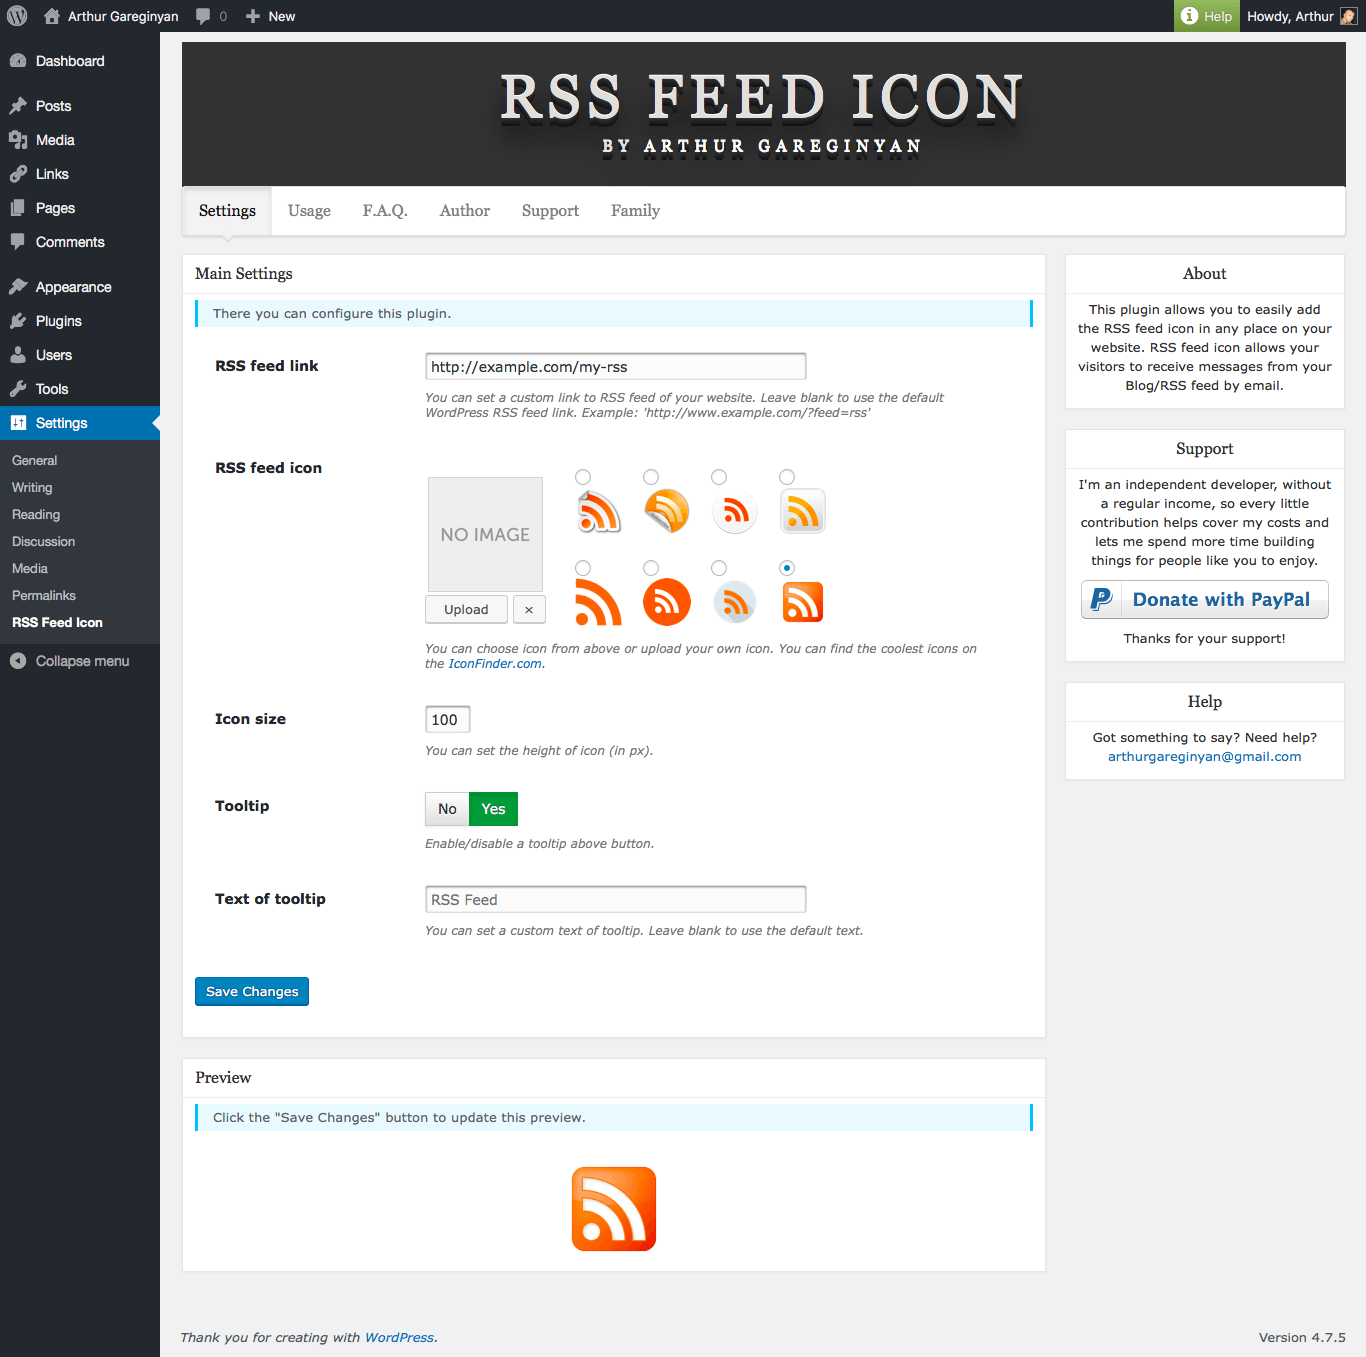 Arthur Gareginyan 0 New Help Howdy, Arthur
Dashboard
Posts
Media
Links
Pages
Comments
Appearance
Plugins
Users
Tools
Settings
General
Writing
Reading
Discussion
Media
Permalinks
RSS Feed Icon
Collapse menu
RSS FEED ICON
BY ARTHUR GAREGINYAN
Settings Usage F.A.Q. Author Support Family
Main Settings
There you can configure this plugin.
RSS feed link
http://example.com/my-rss
You can set a custom link to RSS feed of your website. Leave blank to use the default
WordPress RSS feed link. Example: 'http://www.example.com/?feed=rss'
RSS feed icon
NO IMAGE
Upload ×
You can choose icon from above or upload your own icon. You can find the coolest icons on
the IconFinder.com.
Icon size
100
You can set the height of icon (in px).
Tooltip
No Yes
Enable/disable a tooltip above button.
Text of tooltip
RSS Feed
You can set a custom text of tooltip. Leave blank to use the default text.
Save Changes
Preview
Click the "Save Changes" button to update this preview.
About
This plugin allows you to easily add
the RSS feed icon in any place on your
website. RSS feed icon allows your
visitors to receive messages from your
Blog/RSS feed by email.
Support
I'm an independent developer, without
a regular income, so every little
contribution helps cover my costs and
lets me spend more time building
things for people like you to enjoy.
Donate with PayPal
Thanks for your support!
Help
Got something to say? Need help?
arthurgareginyan@gmail.com
Thank you for creating with WordPress.
Version 4.7.5